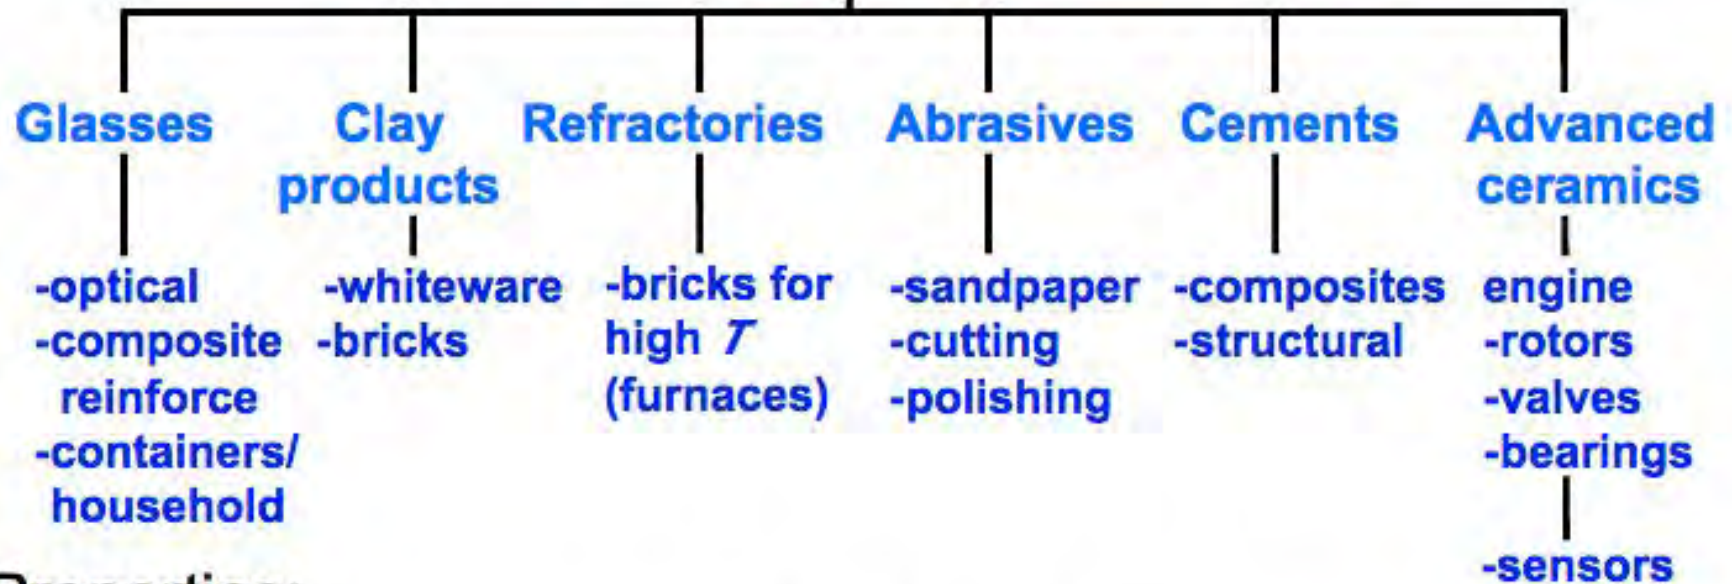 Glasses
-optical
-composite
reinforce
-containers/
household
Clay
products
-whiteware
-bricks
Refractories
-bricks for
high T
(furnaces)
Abrasives
-sandpaper
-cutting
-polishing
Cements
-composites
-structural
Advanced
ceramics
engine
-rotors
-valves
-bearings
-sensors